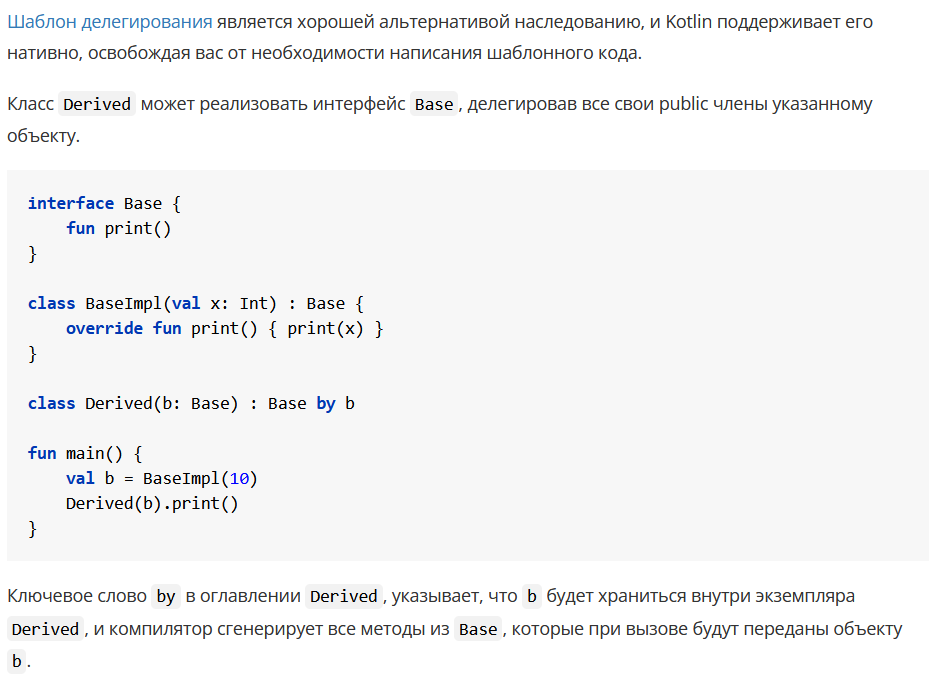 Шаблон делегирования является хорошей альтернативой наследованию, и Kotlin поддерживает его
нативно, освобождая вас от необходимости написания шаблонного кода.
Класс Derived может реализовать интерфейс Base, делегировав все свои public члены указанному
объекту.
interface Base {
    fun print()
}
class BaseImpl(val x: Int) : Base {
    override fun print() { print(x) }
}
class Derived(b: Base) : Base by b
fun main() {
    val b = BaseImpl(10)
    Derived(b).print()
}
Ключевое слово by в оглавлении Derived, указывает, что b будет храниться внутри экземпляра
Derived, и компилятор сгенерирует все методы из Base, которые при вызове будут переданы объекту
b.